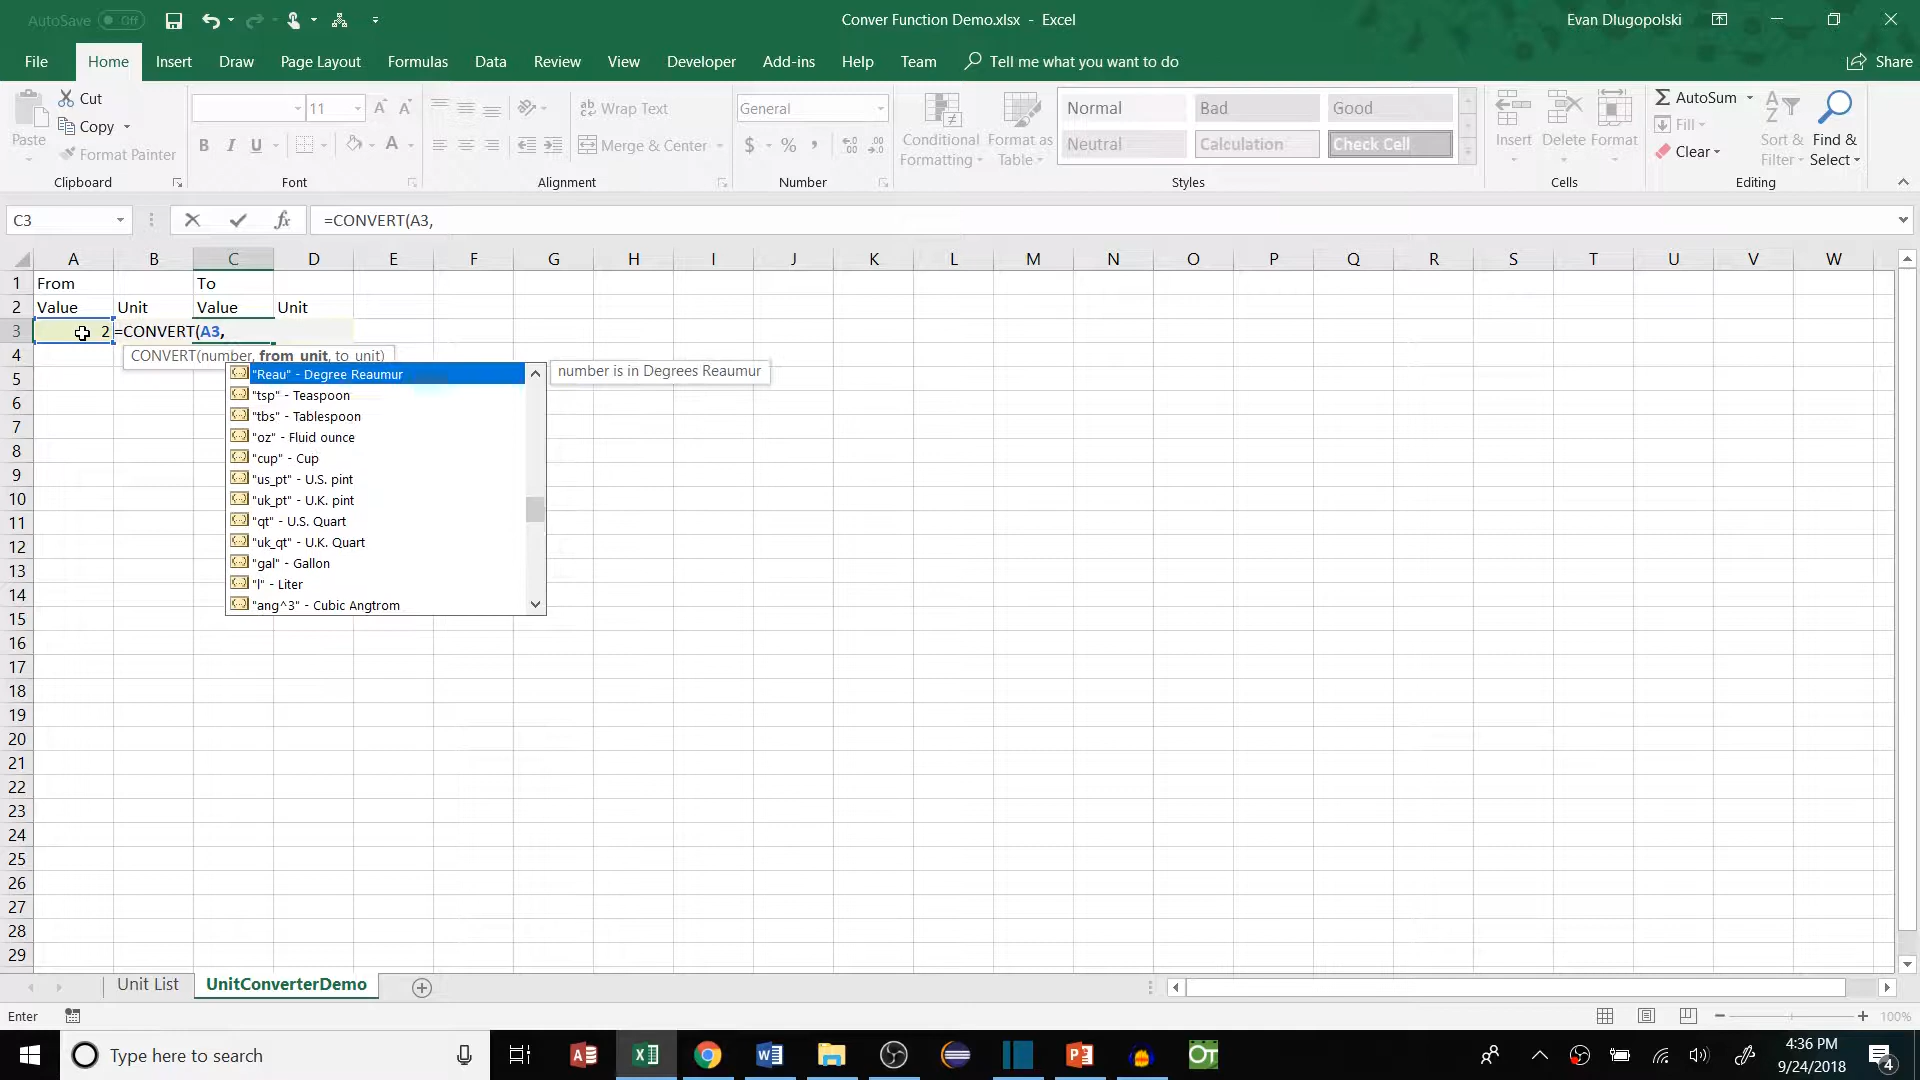 AutoSave Off
Conver Function Demo.xlsx - Excel
Evan Dlugopolski
File Home Insert Draw Page Layout Formulas Data Review View Developer Add-ins Help Team Tell me what you want to do Share
Paste
Cut
Copy
Format Painter
Clipboard
11
Font
Wrap Text
Merge & Center
Alignment
General
$ % ,
Number
Conditional Formatting
Format as Table
Normal Bad Good
Neutral Calculation Check Cell
Styles
Insert Delete Format
Cells
AutoSum
Fill
Clear
Sort & Filter
Find & Select
Editing
C3
=CONVERT(A3,
A B C D E F G H I J K L M N O P Q R S T U V W
1 From To
2 Value Unit Value Unit
3 2 =CONVERT(A3,
4 CONVERT(number, from_unit, to_unit)
"Reau" - Degree Reaumur
number is in Degrees Reaumur
5 "tsp" - Teaspoon
6 "tbs" - Tablespoon
7 "oz" - Fluid ounce
8 "cup" - Cup
9 "us_pt" - U.S. pint
10 "uk_pt" - U.K. pint
11 "qt" - U.S. Quart
12 "uk_qt" - U.K. Quart
13 "gal" - Gallon
14 "l" - Liter
15 "ang^3" - Cubic Angtrom
16
17
18
19
20
21
22
23
24
25
26
27
28
29
Unit List UnitConverterDemo
Enter
100%
Type here to search
4:36 PM
9/24/2018
4